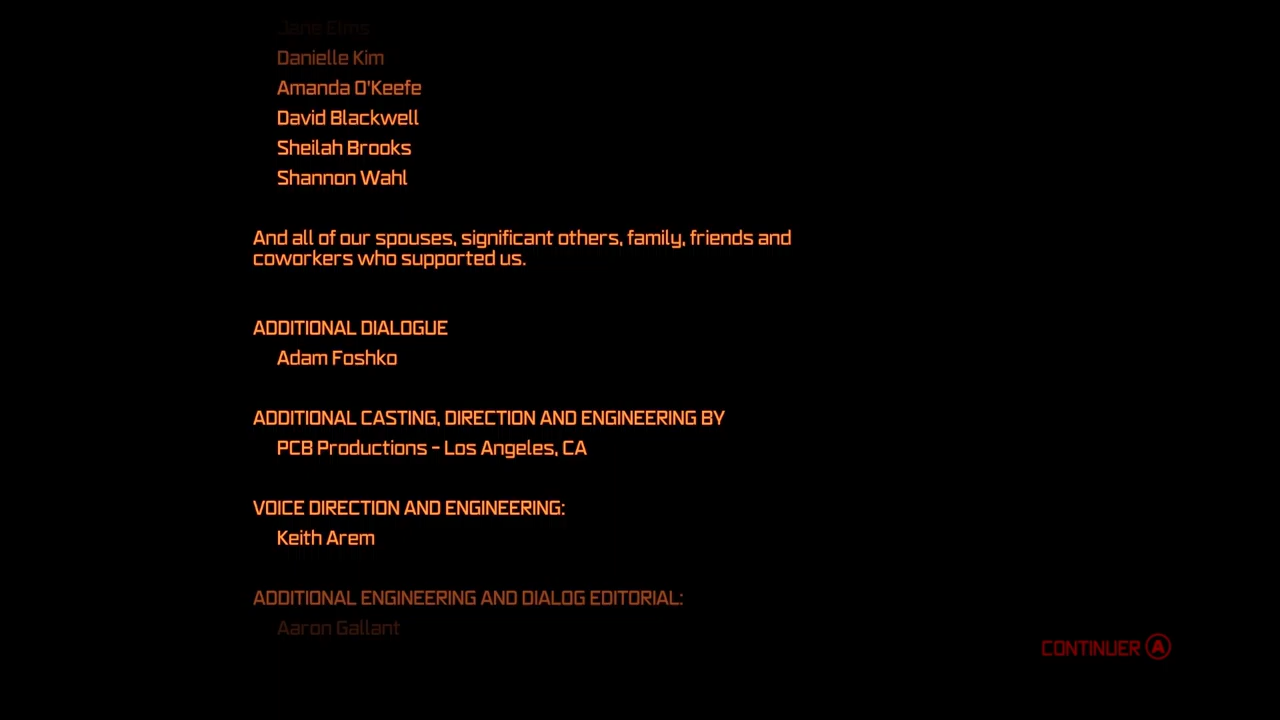 Jane Elms
Danielle Kim
Amanda O'Keefe
David Blackwell
Sheilah Brooks
Shannon Wahl
And all of our spouses, significant others, family, friends and
coworkers who supported us.
ADDITIONAL DIALOGUE
Adam Foshko
ADDITIONAL CASTING, DIRECTION AND ENGINEERING BY
PCB Productions - Los Angeles, CA
VOICE DIRECTION AND ENGINEERING:
Keith Arem
ADDITIONAL ENGINEERING AND DIALOG EDITORIAL:
Aaron Gallant
CONTINUER A